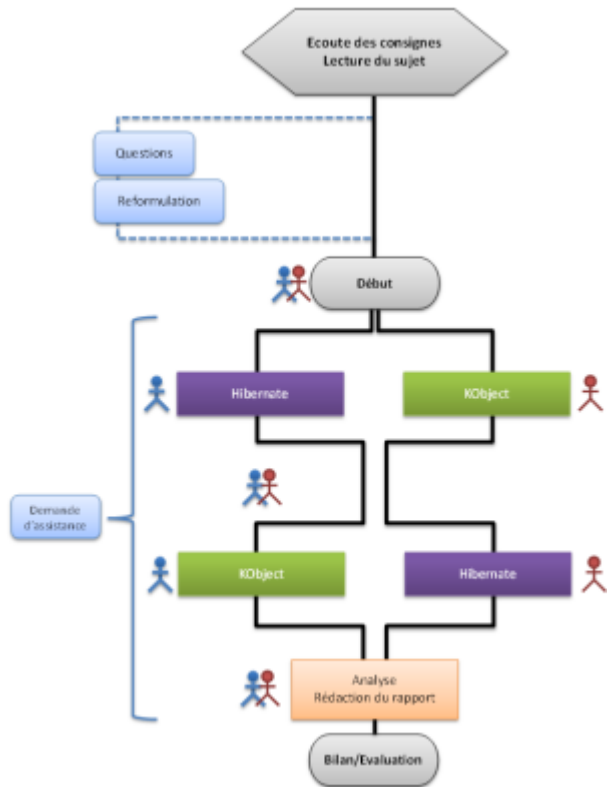 Ecoute des consignes
Lecture du sujet
Questions
Reformulation
Début
Hibernate
KObject
Demande
d'assistance
KObject
Hibernate
Analyse
Rédaction du rapport
Bilan/Evaluation